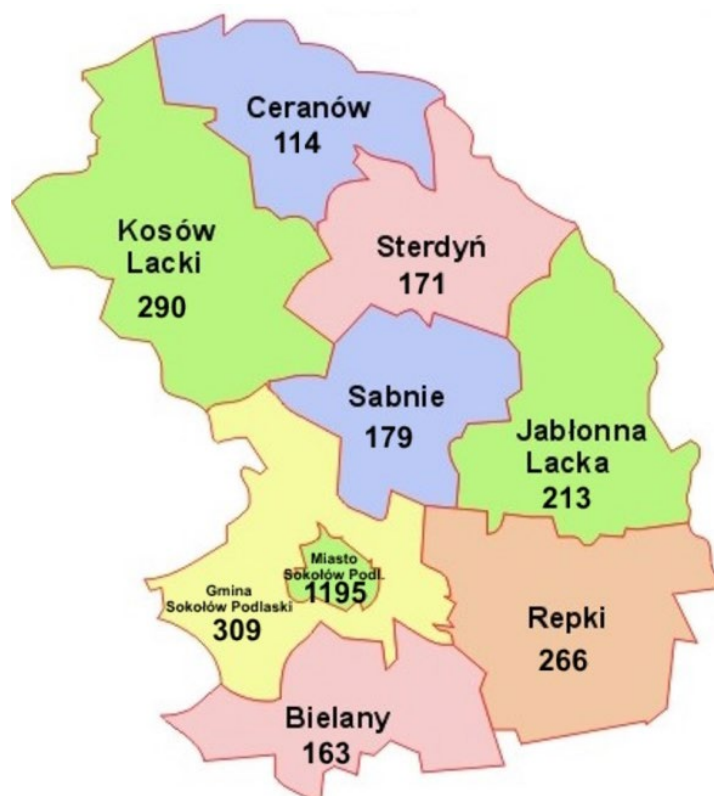 Ceranów
114
Kosów
Lacki
290
Sterdyń
171
Sabnie
179
Jabłonna
Lacka
213
Miasto
Sokołów Podl.
1195
Gmina
Sokołów Podlaski
309
Repki
266
Bielany
163